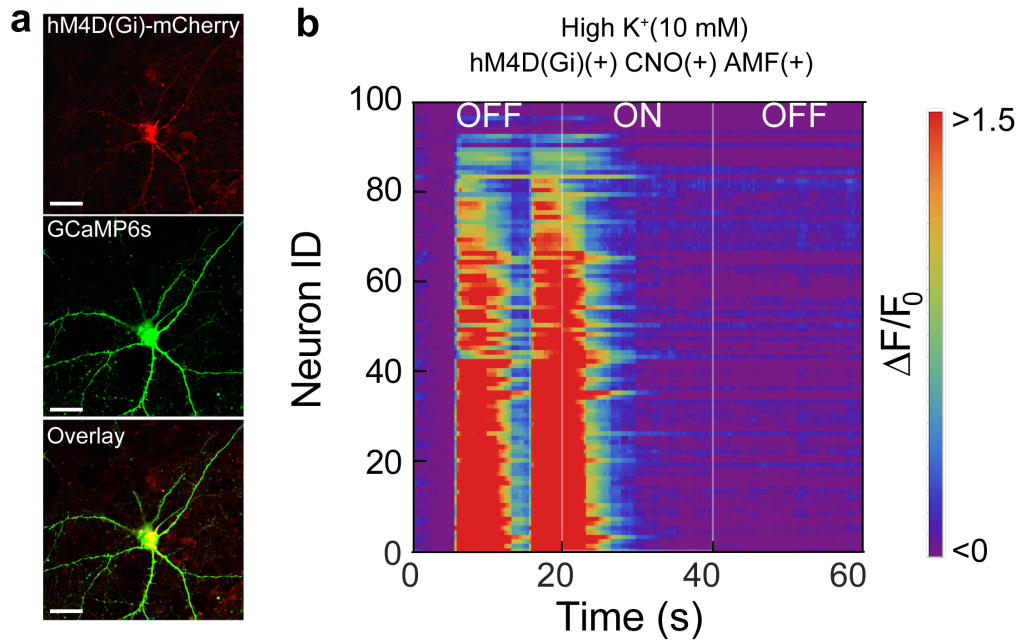 a
hM4D(Gi)-mCherry
GCaMP6s
Overlay
b
High K⁺(10 mM)
hM4D(Gi)(+) CNO(+) AMF(+)
OFF ON OFF
100
80
60
40
20
0
Neuron ID
0 20 40 60
Time (s)
>1.5
<0
ΔF/F₀